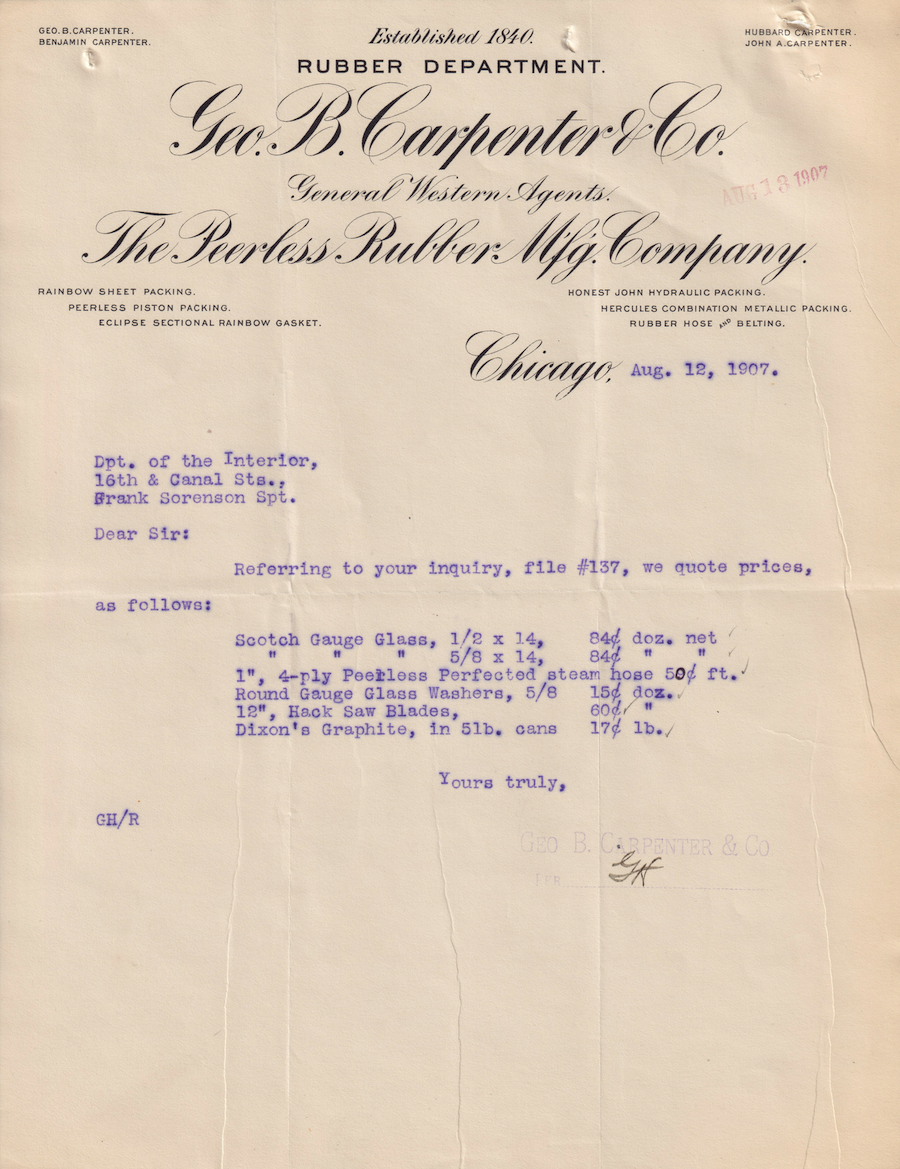 GEO. B. CARPENTER.
BENJAMIN CARPENTER.
Established 1840.
HUBBARD CARPENTER.
JOHN A. CARPENTER.
RUBBER DEPARTMENT.
Geo. B. Carpenter & Co.
General Western Agents.
AUG 13 1907
The Peerless Rubber Mfg. Company.
RAINBOW SHEET PACKING.
PEERLESS PISTON PACKING.
ECLIPSE SECTIONAL RAINBOW GASKET.
HONEST JOHN HYDRAULIC PACKING.
HERCULES COMBINATION METALLIC PACKING.
RUBBER HOSE AND BELTING.
Chicago, Aug. 12, 1907.
Dpt. of the Interior,
16th & Canal Sts.,
Frank Sorenson Spt.
Dear Sir:
Referring to your inquiry, file #137, we quote prices,
as follows:
Scotch Gauge Glass, 1/2 x 14, 84¢ doz. net ✓
" " " 5/8 x 14, 84¢ " " ✓
1", 4-ply Peerless Perfected steam hose 50¢ ft. ✓
Round Gauge Glass Washers, 5/8 15¢ doz. ✓
12", Hack Saw Blades, 60¢ ✓ "
Dixon's Graphite, in 5lb. cans 17¢ lb. ✓
Yours truly,
GH/R
GEO B. CARPENTER & CO
PER GH